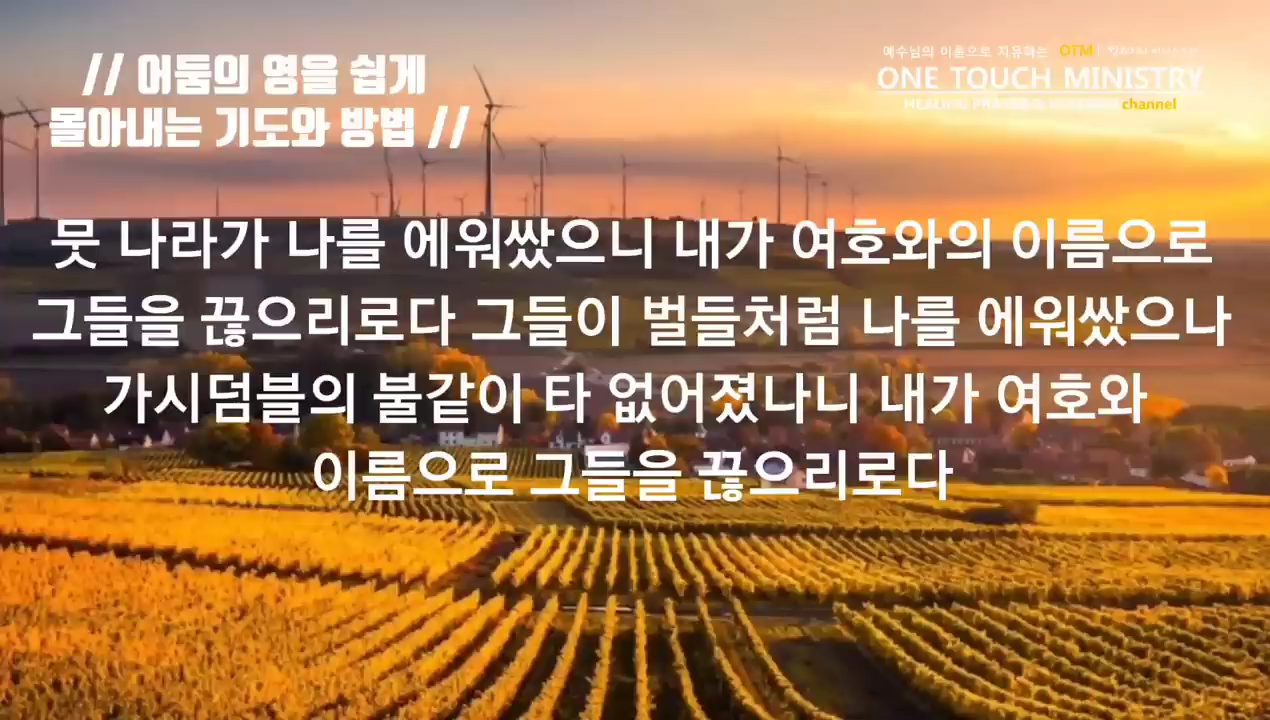 // 어둠의 영을 쉽게
몰아내는 기도와 방법 //
예수님의 이름으로 치유하는 OTM
ONE TOUCH MINISTRY
HEALING PRAYER channel
뭇 나라가 나를 에워쌌으니 내가 여호와의 이름으로
그들을 끊으리로다 그들이 벌들처럼 나를 에워쌌으나
가시덤블의 불같이 타 없어졌나니 내가 여호와
이름으로 그들을 끊으리로다